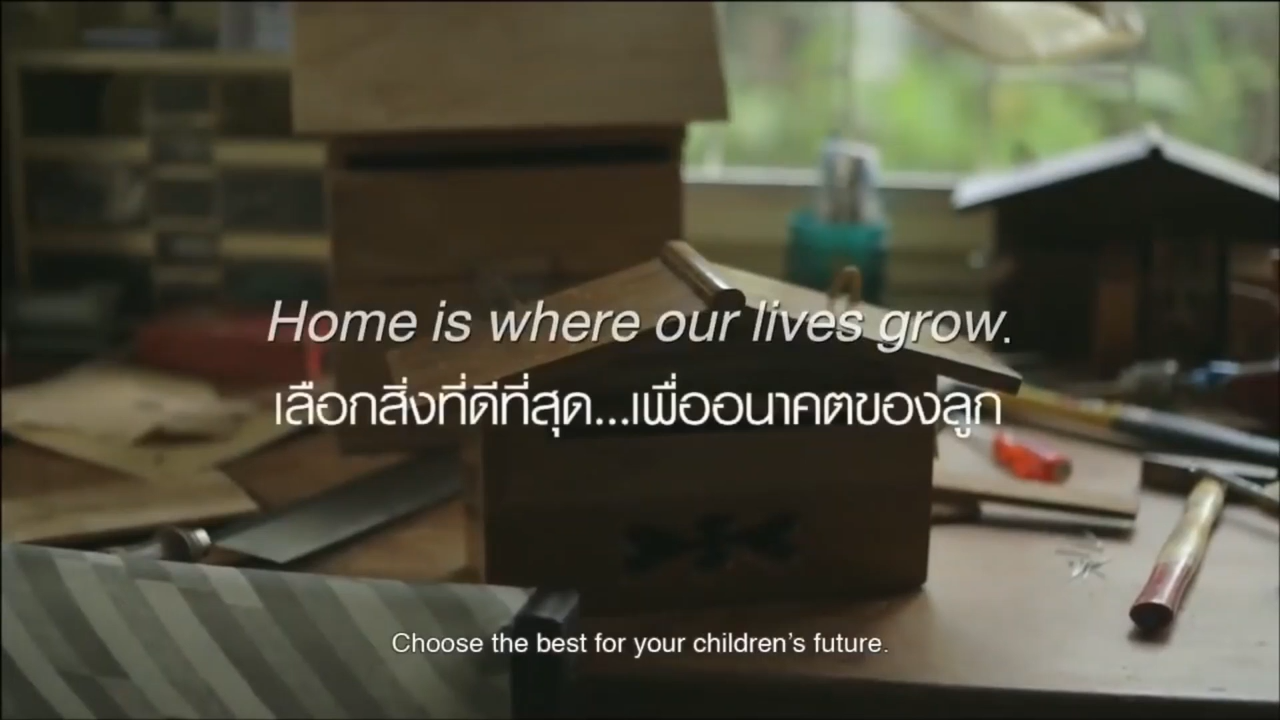 Home is where our lives grow.
เลือกสิ่งที่ดีที่สุด...เพื่ออนาคตของลูก
Choose the best for your children's future.